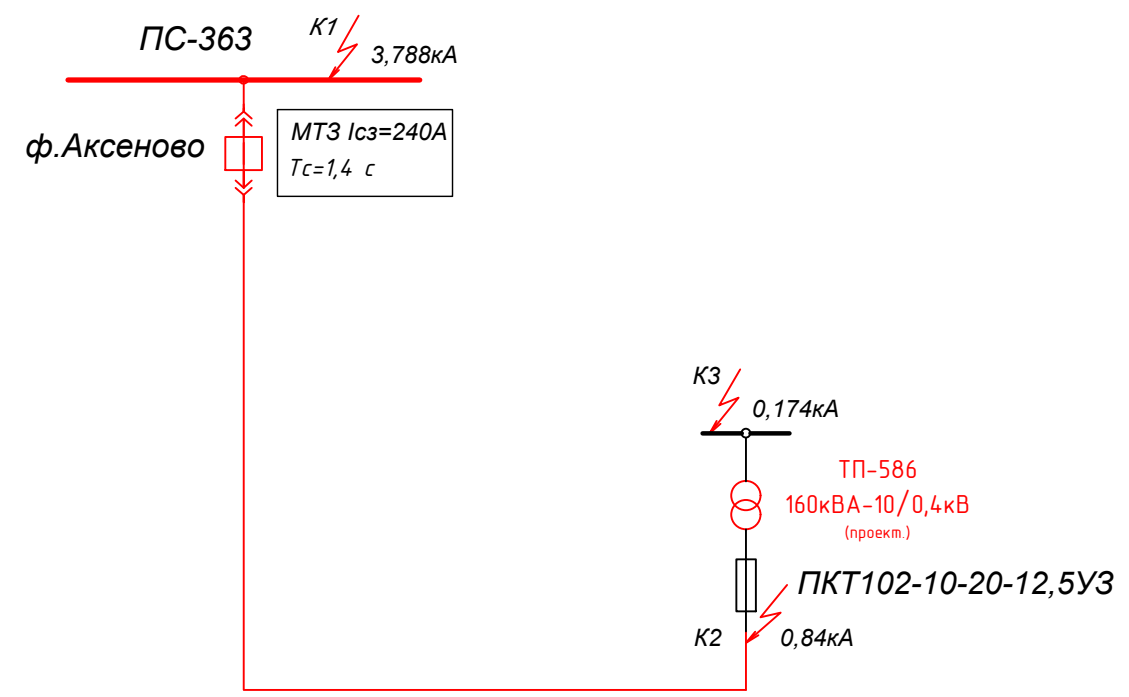 ПС-363
К1
3,788кА
ф.Аксеново
МТЗ Iсз=240А
Тс=1,4 с
К3
0,174кА
ТП-586
160кВА-10/0,4кВ
(проект.)
ПКТ102-10-20-12,5У3
К2
0,84кА